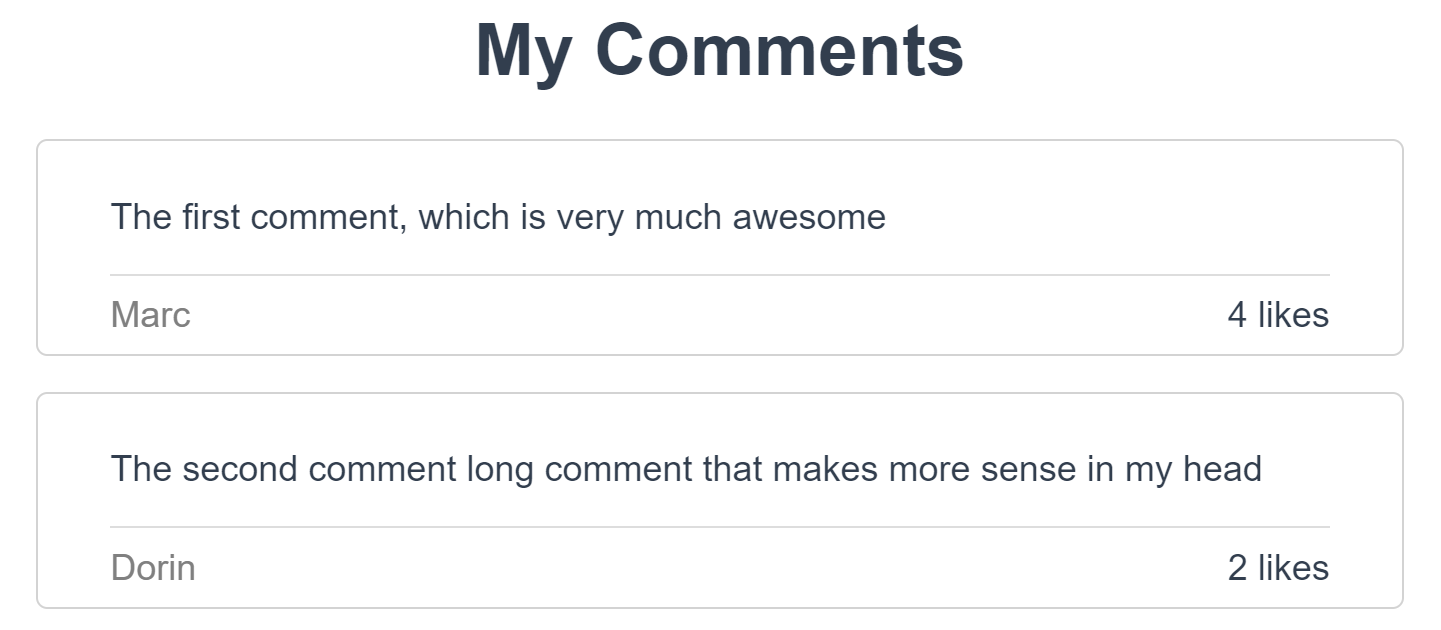 My Comments
The first comment, which is very much awesome
Marc 4 likes
The second comment long comment that makes more sense in my head
Dorin 2 likes